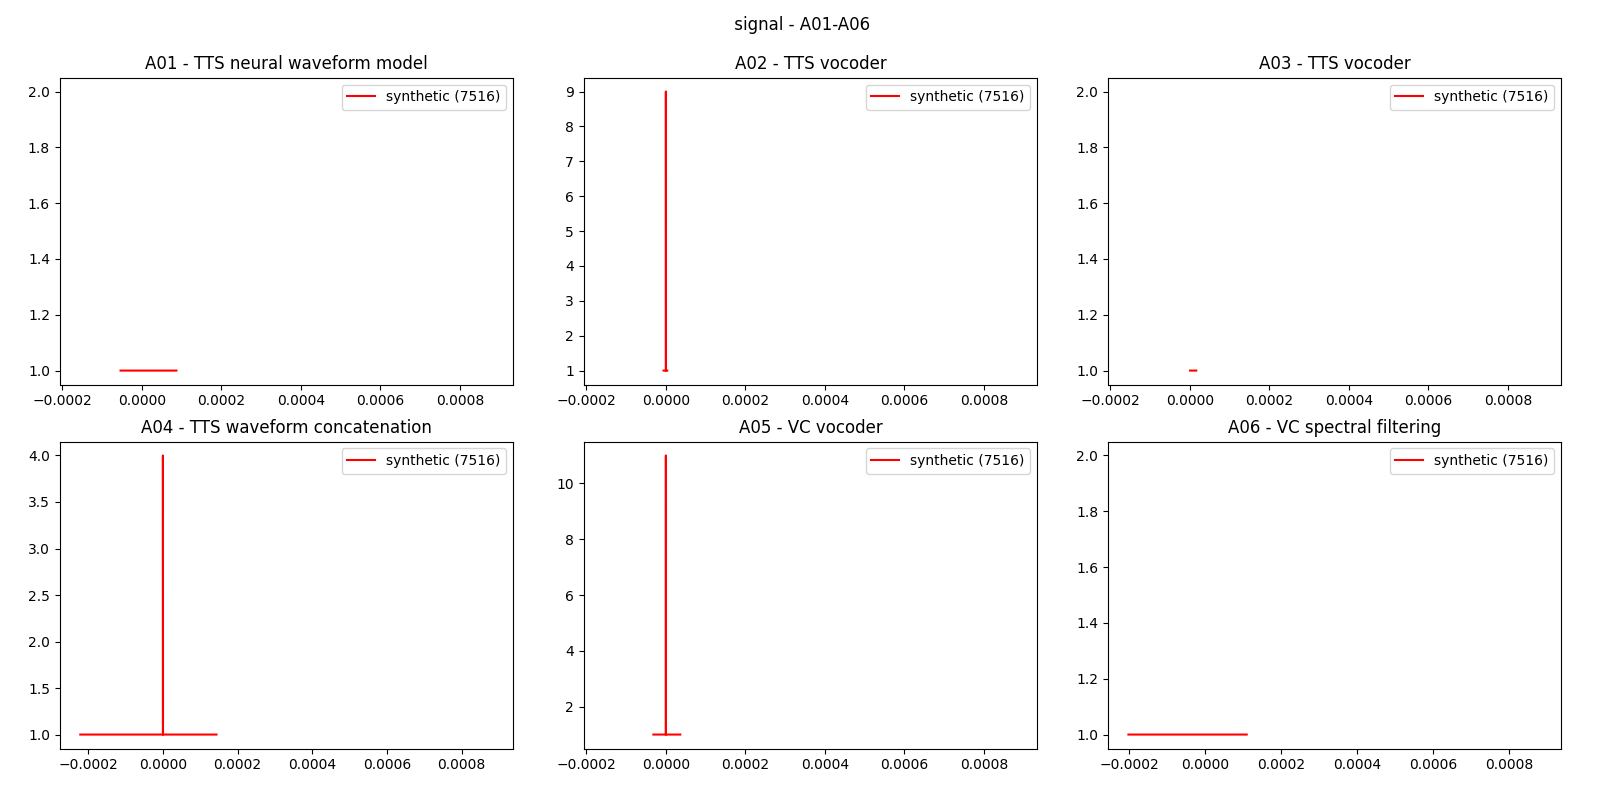 signal - A01-A06
A01 - TTS neural waveform model
synthetic (7516)
2.0
1.8
1.6
1.4
1.2
1.0
−0.0002 0.0000 0.0002 0.0004 0.0006 0.0008
A02 - TTS vocoder
synthetic (7516)
9
8
7
6
5
4
3
2
1
−0.0002 0.0000 0.0002 0.0004 0.0006 0.0008
A03 - TTS vocoder
synthetic (7516)
2.0
1.8
1.6
1.4
1.2
1.0
−0.0002 0.0000 0.0002 0.0004 0.0006 0.0008
A04 - TTS waveform concatenation
synthetic (7516)
4.0
3.5
3.0
2.5
2.0
1.5
1.0
−0.0002 0.0000 0.0002 0.0004 0.0006 0.0008
A05 - VC vocoder
synthetic (7516)
10
8
6
4
2
−0.0002 0.0000 0.0002 0.0004 0.0006 0.0008
A06 - VC spectral filtering
synthetic (7516)
2.0
1.8
1.6
1.4
1.2
1.0
−0.0002 0.0000 0.0002 0.0004 0.0006 0.0008